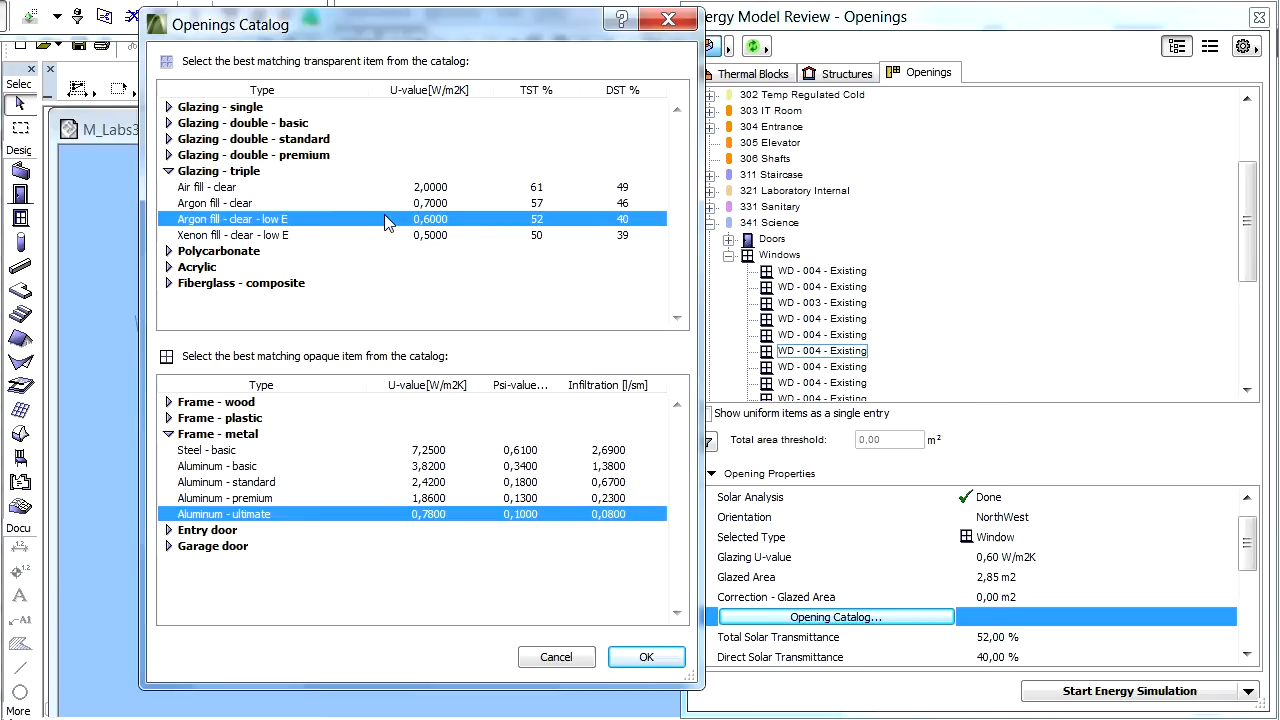 Openings Catalog
Select the best matching transparent item from the catalog:
Type U-value[W/m2K] TST % DST %
Glazing - single
Glazing - double - basic
Glazing - double - standard
Glazing - double - premium
Glazing - triple
Air fill - clear 2,0000 61 49
Argon fill - clear 0,7000 57 46
Argon fill - clear - low E 0,6000 52 40
Xenon fill - clear - low E 0,5000 50 39
Polycarbonate
Acrylic
Fiberglass - composite
Select the best matching opaque item from the catalog:
Type U-value[W/m2K] Psi-value... Infiltration [l/sm]
Frame - wood
Frame - plastic
Frame - metal
Steel - basic 7,2500 0,6100 2,6900
Aluminum - basic 3,8200 0,3400 1,3800
Aluminum - standard 2,4200 0,1800 0,6700
Aluminum - premium 1,8600 0,1300 0,2300
Aluminum - ultimate 0,7800 0,1000 0,0800
Entry door
Garage door
Cancel OK
Selec
Desig
Docu
More
M_Labs3
ergy Model Review - Openings
Thermal Blocks Structures Openings
302 Temp Regulated Cold
303 IT Room
304 Entrance
305 Elevator
306 Shafts
311 Staircase
321 Laboratory Internal
331 Sanitary
341 Science
Doors
Windows
WD - 004 - Existing
WD - 004 - Existing
WD - 003 - Existing
WD - 004 - Existing
WD - 004 - Existing
WD - 004 - Existing
WD - 004 - Existing
WD - 004 - Existing
WD - 004 - Existing
Show uniform items as a single entry
Total area threshold: 0,00 m²
Opening Properties
Solar Analysis Done
Orientation NorthWest
Selected Type Window
Glazing U-value 0,60 W/m2K
Glazed Area 2,85 m2
Correction - Glazed Area 0,00 m2
Opening Catalog...
Total Solar Transmittance 52,00 %
Direct Solar Transmittance 40,00 %
Start Energy Simulation